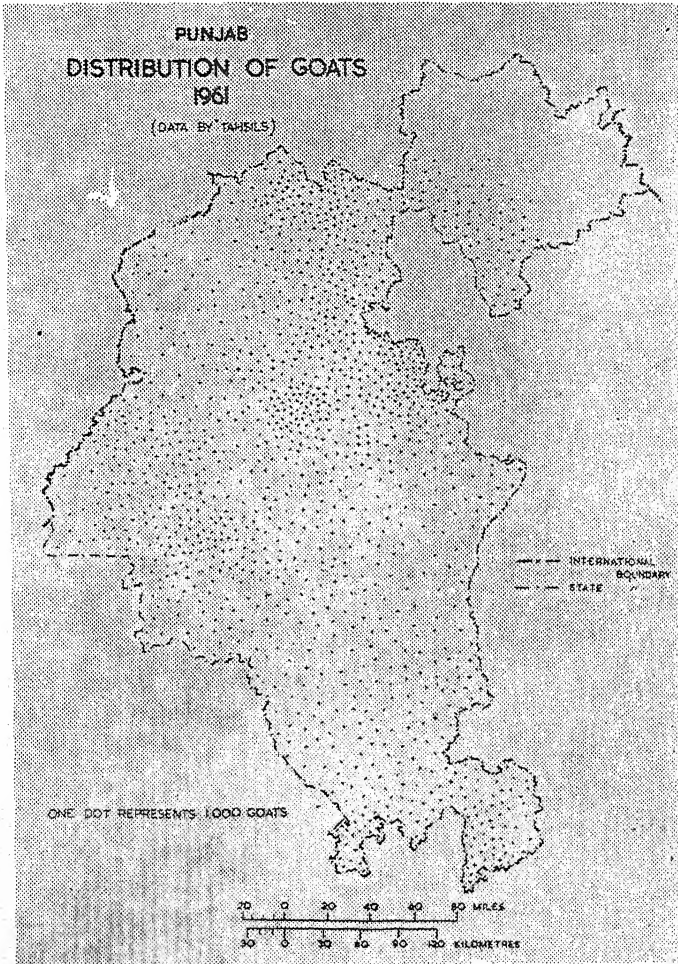 PUNJAB
DISTRIBUTION OF GOATS
1961
(DATA BY TAHSILS)
INTERNATIONAL
BOUNDARY
STATE "
ONE DOT REPRESENTS 1,000 GOATS
20 0 20 40 60 80 MILES
30 0 30 60 90 120 KILOMETRES